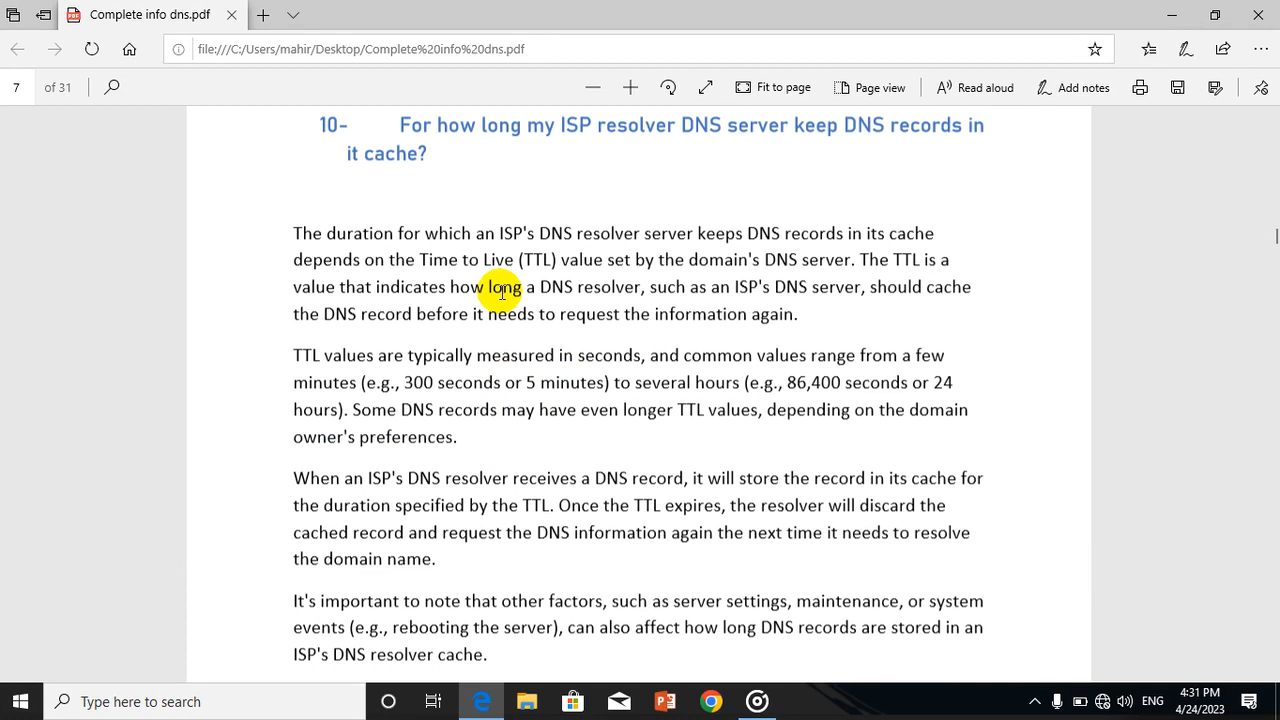 Complete info dns.pdf
file:///C:/Users/mahir/Desktop/Complete%20info%20dns.pdf
7 of 31
Fit to page
Page view
Read aloud
Add notes
10- For how long my ISP resolver DNS server keep DNS records in
it cache?
The duration for which an ISP's DNS resolver server keeps DNS records in its cache
depends on the Time to Live (TTL) value set by the domain's DNS server. The TTL is a
value that indicates how long a DNS resolver, such as an ISP's DNS server, should cache
the DNS record before it needs to request the information again.
TTL values are typically measured in seconds, and common values range from a few
minutes (e.g., 300 seconds or 5 minutes) to several hours (e.g., 86,400 seconds or 24
hours). Some DNS records may have even longer TTL values, depending on the domain
owner's preferences.
When an ISP's DNS resolver receives a DNS record, it will store the record in its cache for
the duration specified by the TTL. Once the TTL expires, the resolver will discard the
cached record and request the DNS information again the next time it needs to resolve
the domain name.
It's important to note that other factors, such as server settings, maintenance, or system
events (e.g., rebooting the server), can also affect how long DNS records are stored in an
ISP's DNS resolver cache.
Type here to search
ENG
4:31 PM
4/24/2023